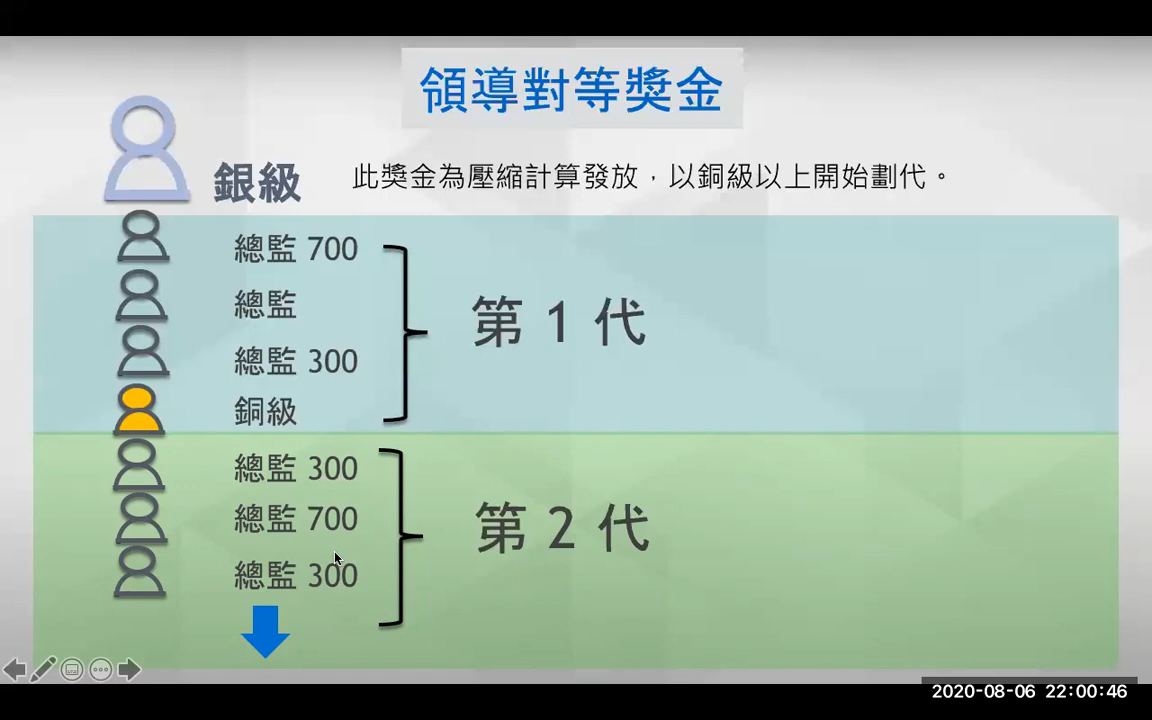 領導對等獎金
銀級
此獎金為壓縮計算發放，以銅級以上開始劃代。
總監 700
總監
總監 300
銅級
第 1 代
總監 300
總監 700
總監 300
第 2 代
2020-08-06 22:00:46